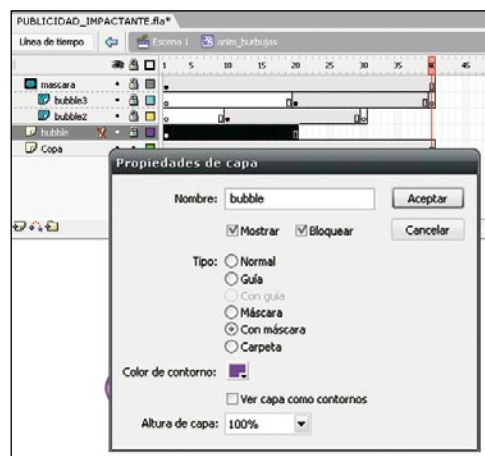 PUBLICIDAD_IMPACTANTE.fla*
Línea de tiempo Escena 1 anim_burbujas
1 5 10 15 20 25 30 35 40 45
mascara
bubble3
bubble2
bubble
Copa
Propiedades de capa
Nombre: bubble Aceptar
Mostrar Bloquear Cancelar
Tipo: Normal
Guía
Con guía
Máscara
Con máscara
Carpeta
Color de contorno:
Ver capa como contornos
Altura de capa: 100%